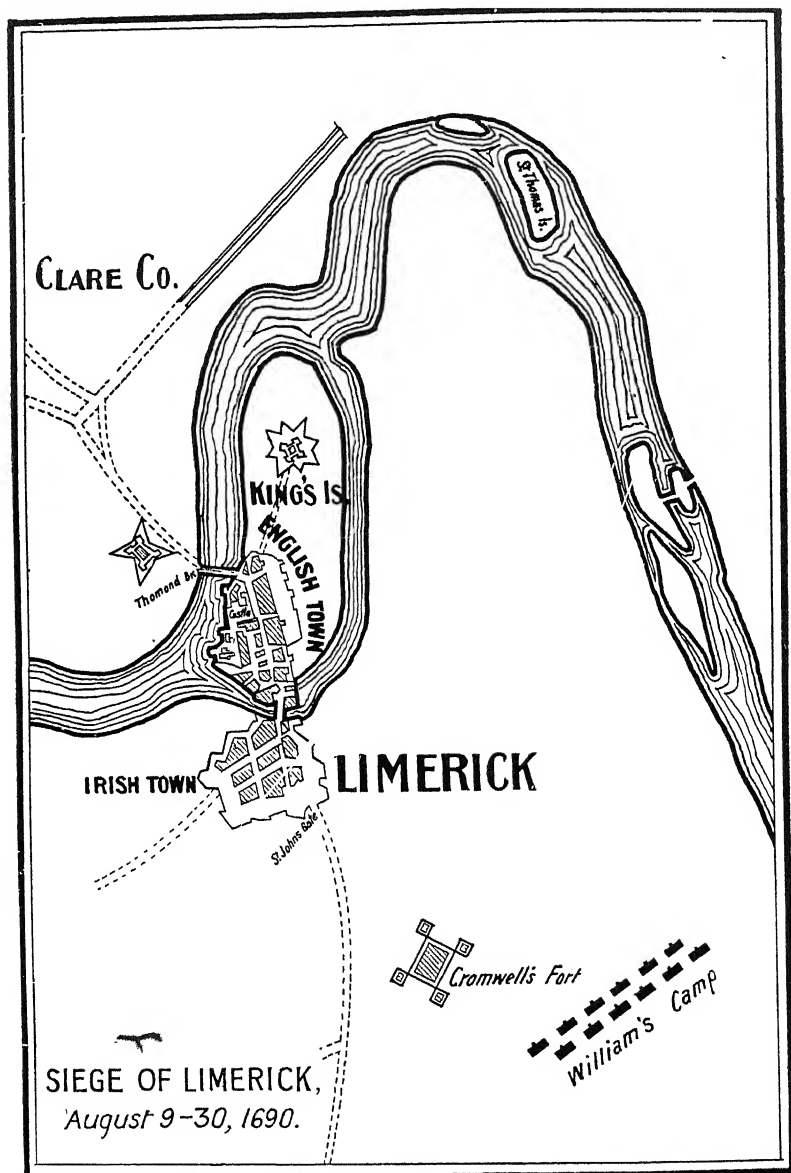 St Thomas Is.
CLARE CO.
KING'S IS.
ENGLISH TOWN
Thomond Br.
Castle
IRISH TOWN
LIMERICK
St. Johns Gate
Cromwell's Fort
William's Camp
SIEGE OF LIMERICK,
August 9-30, 1690.